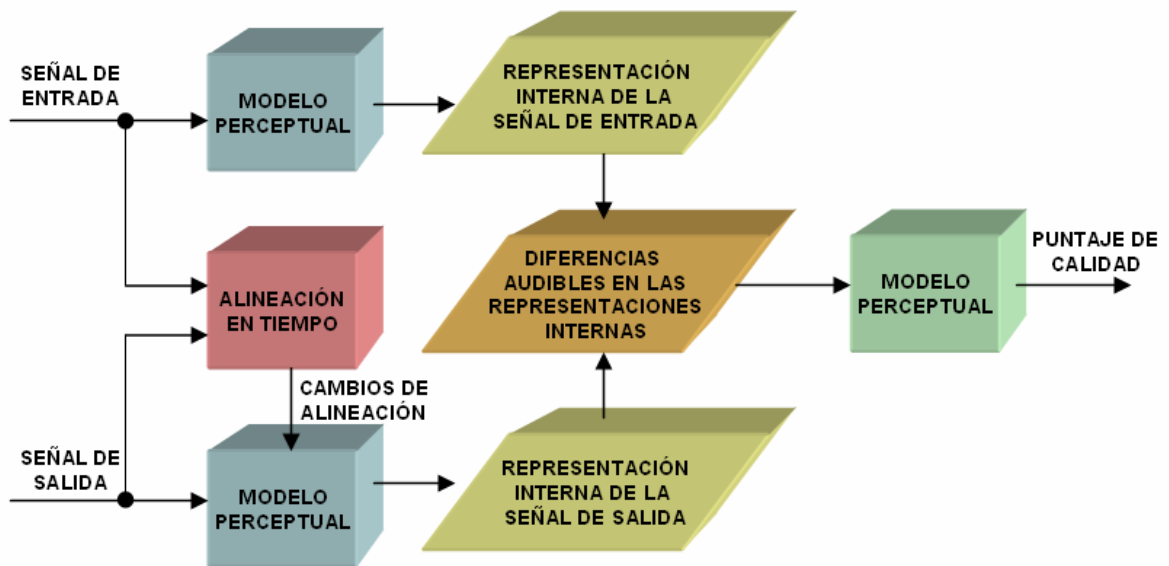 SEÑAL DE
ENTRADA
MODELO
PERCEPTUAL
REPRESENTACIÓN
INTERNA DE LA
SEÑAL DE ENTRADA
ALINEACIÓN
EN TIEMPO
DIFERENCIAS
AUDIBLES EN LAS
REPRESENTACIONES
INTERNAS
MODELO
PERCEPTUAL
PUNTAJE DE
CALIDAD
CAMBIOS DE
ALINEACIÓN
SEÑAL DE
SALIDA
MODELO
PERCEPTUAL
REPRESENTACIÓN
INTERNA DE LA
SEÑAL DE SALIDA